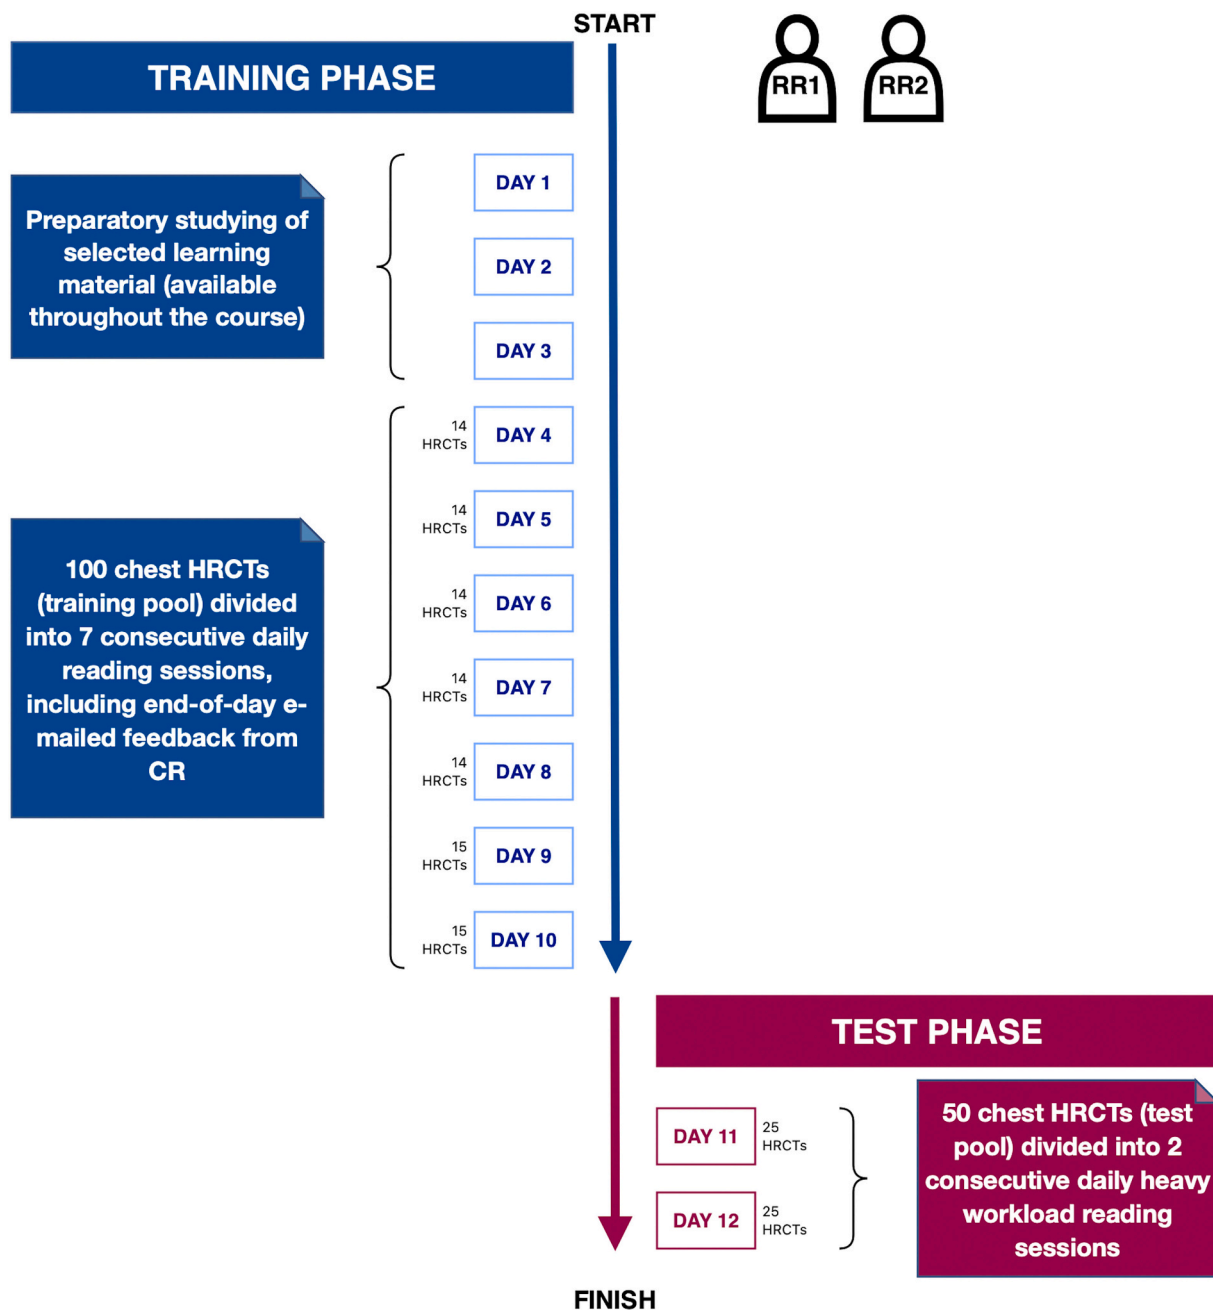 START
TRAINING PHASE
RR1
RR2
DAY 1
Preparatory studying of
selected learning
material (available
throughout the course)
DAY 2
DAY 3
14
HRCTs
DAY 4
14
HRCTs
DAY 5
100 chest HRCTs
(training pool) divided
into 7 consecutive daily
reading sessions,
including end-of-day e-
mailed feedback from
CR
14
HRCTs
DAY 6
14
HRCTs
DAY 7
14
HRCTs
DAY 8
15
HRCTs
DAY 9
15
HRCTs
DAY 10
TEST PHASE
DAY 11
25
HRCTs
50 chest HRCTs (test
pool) divided into 2
consecutive daily heavy
workload reading
sessions
DAY 12
25
HRCTs
FINISH